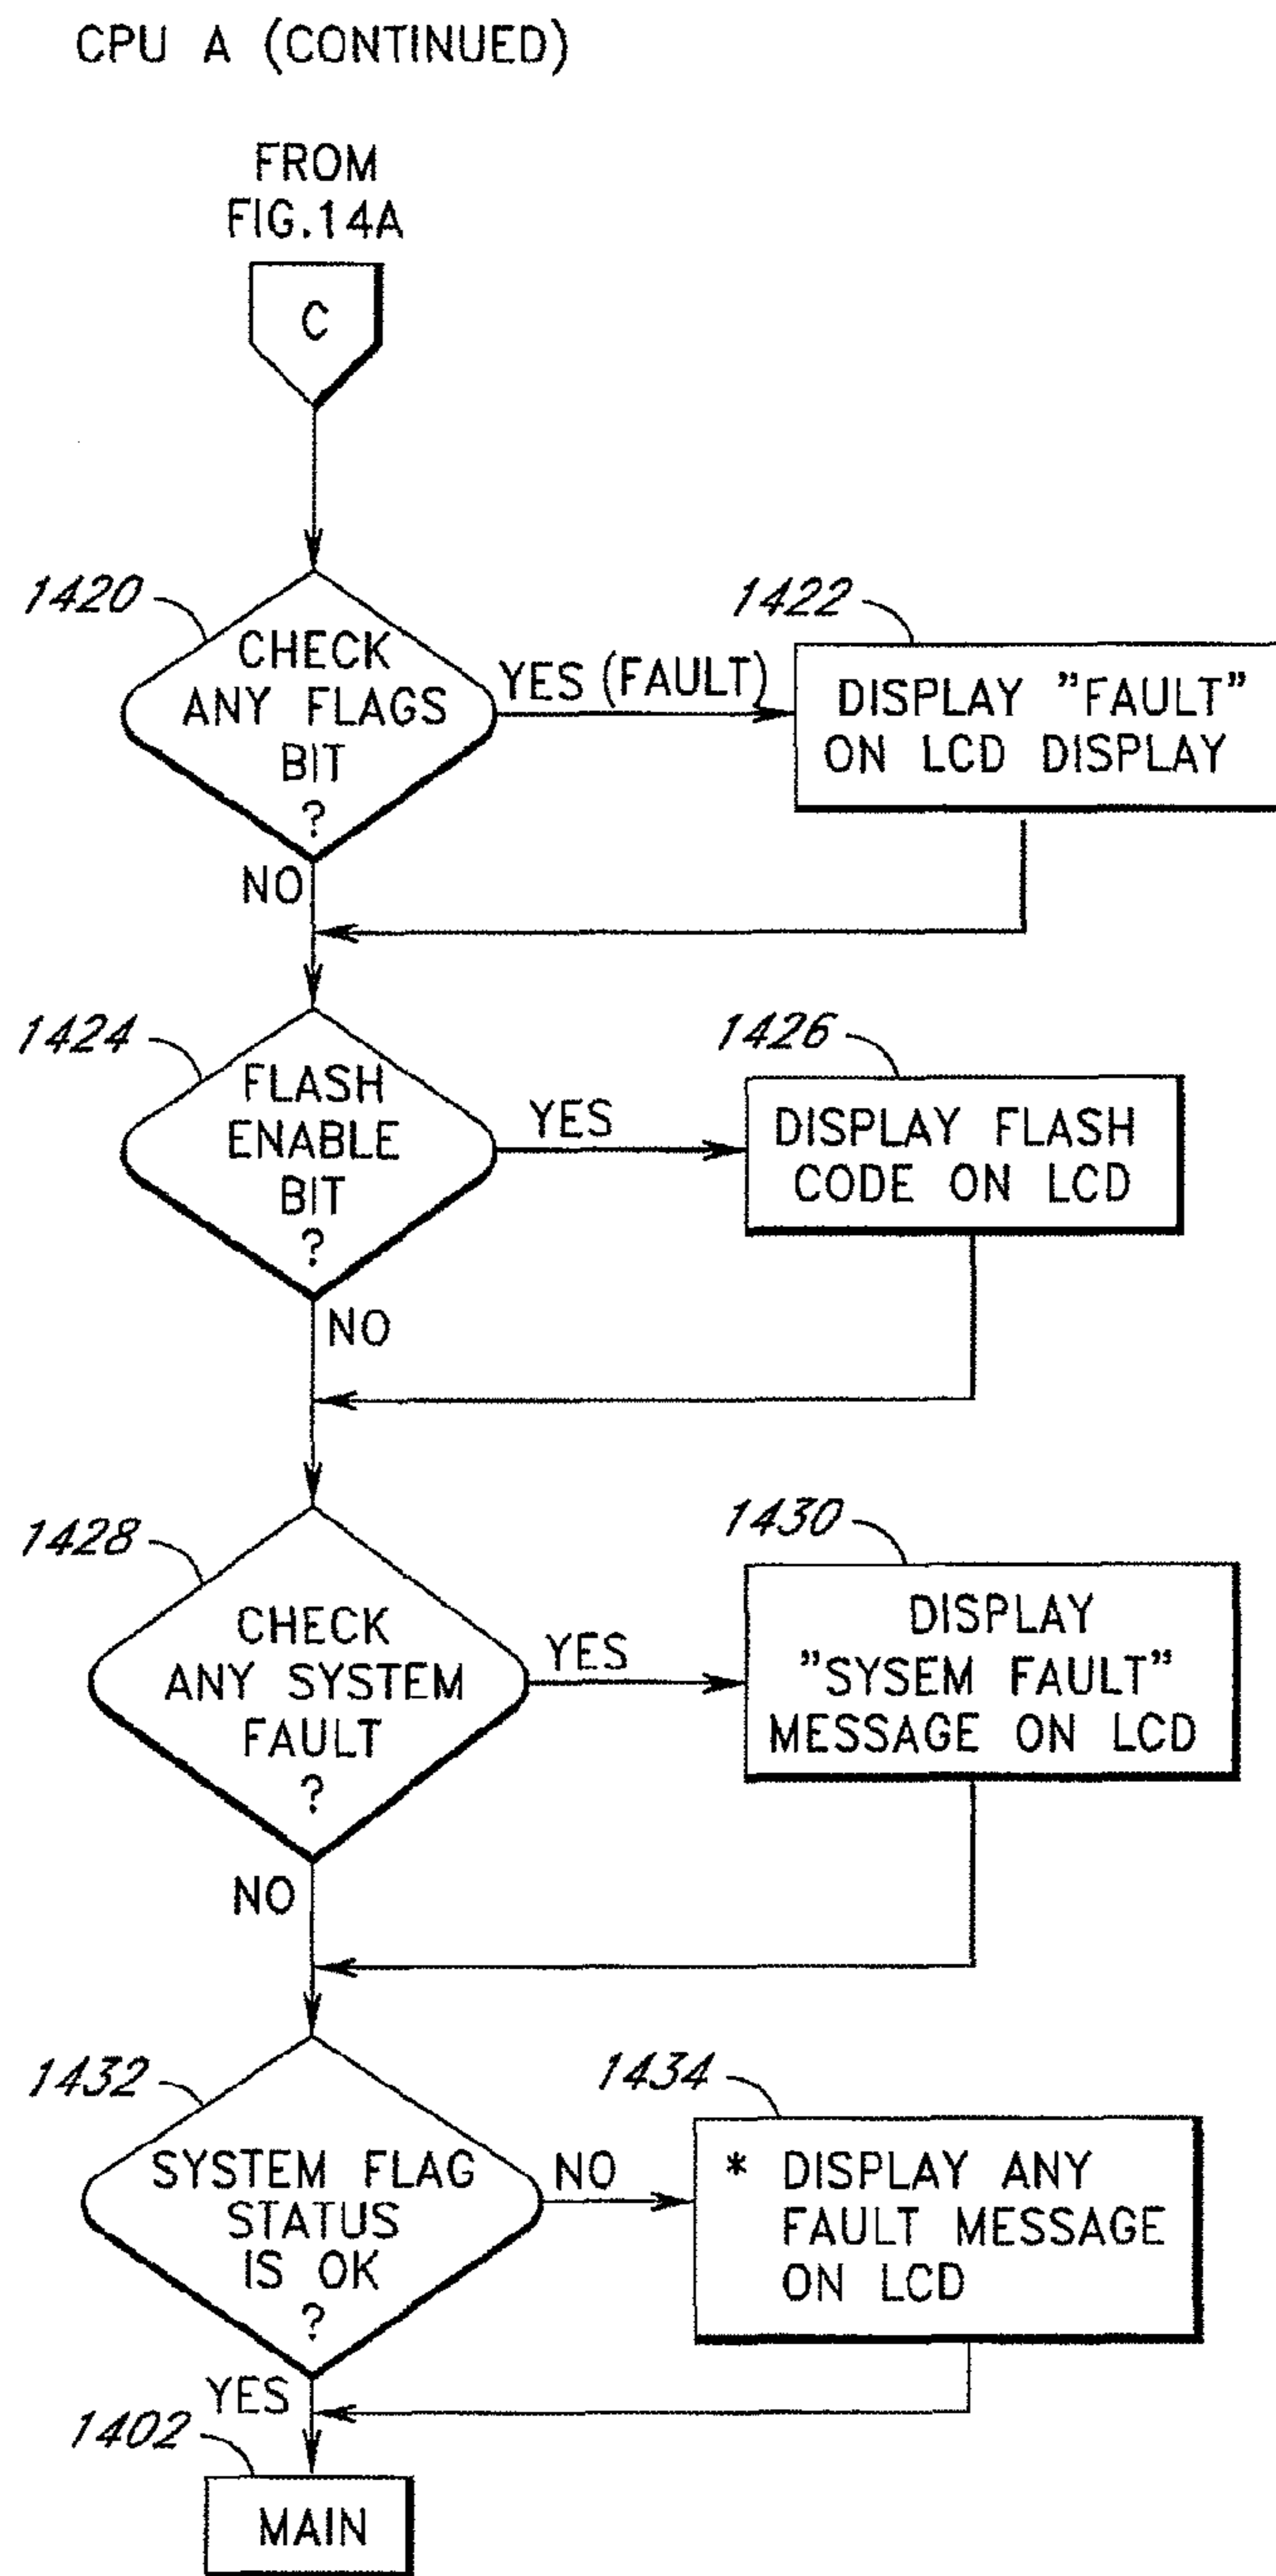 CPU A (CONTINUED)
FROM
FIG.14A
C
1420
CHECK
ANY FLAGS
BIT
?
YES (FAULT)
1422
DISPLAY "FAULT"
ON LCD DISPLAY
NO
1424
FLASH
ENABLE
BIT
?
YES
1426
DISPLAY FLASH
CODE ON LCD
NO
1428
CHECK
ANY SYSTEM
FAULT
?
YES
1430
DISPLAY
"SYSEM FAULT"
MESSAGE ON LCD
NO
1432
SYSTEM FLAG
STATUS
IS OK
?
NO
1434
* DISPLAY ANY
FAULT MESSAGE
ON LCD
YES
1402
MAIN